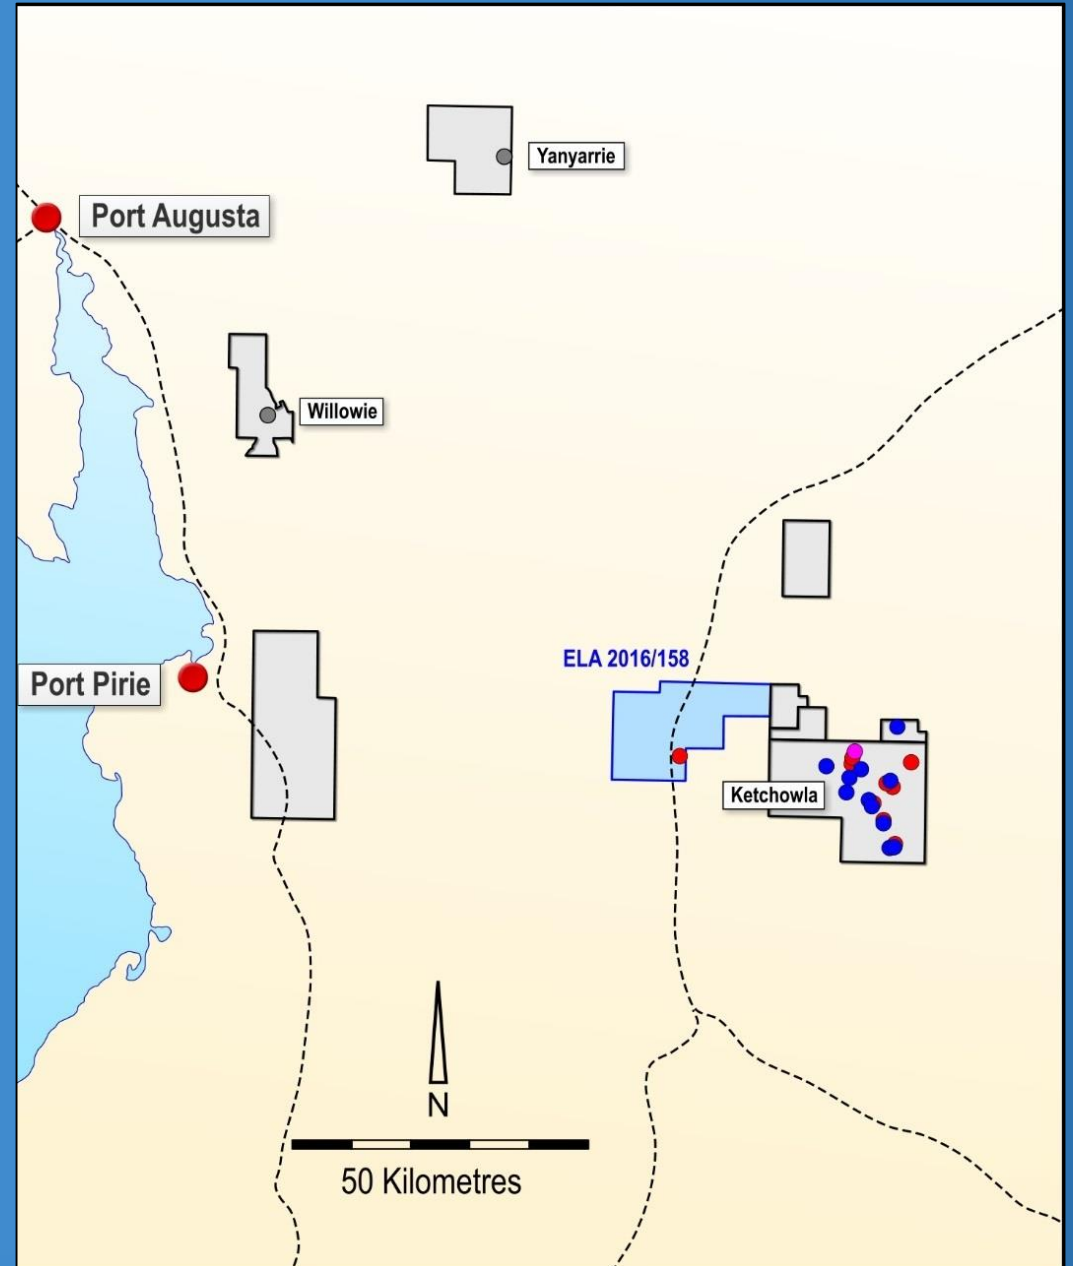 Yanyarrie
Port Augusta
Willowie
ELA 2016/158
Port Pirie
Ketchowla
N
50 Kilometres